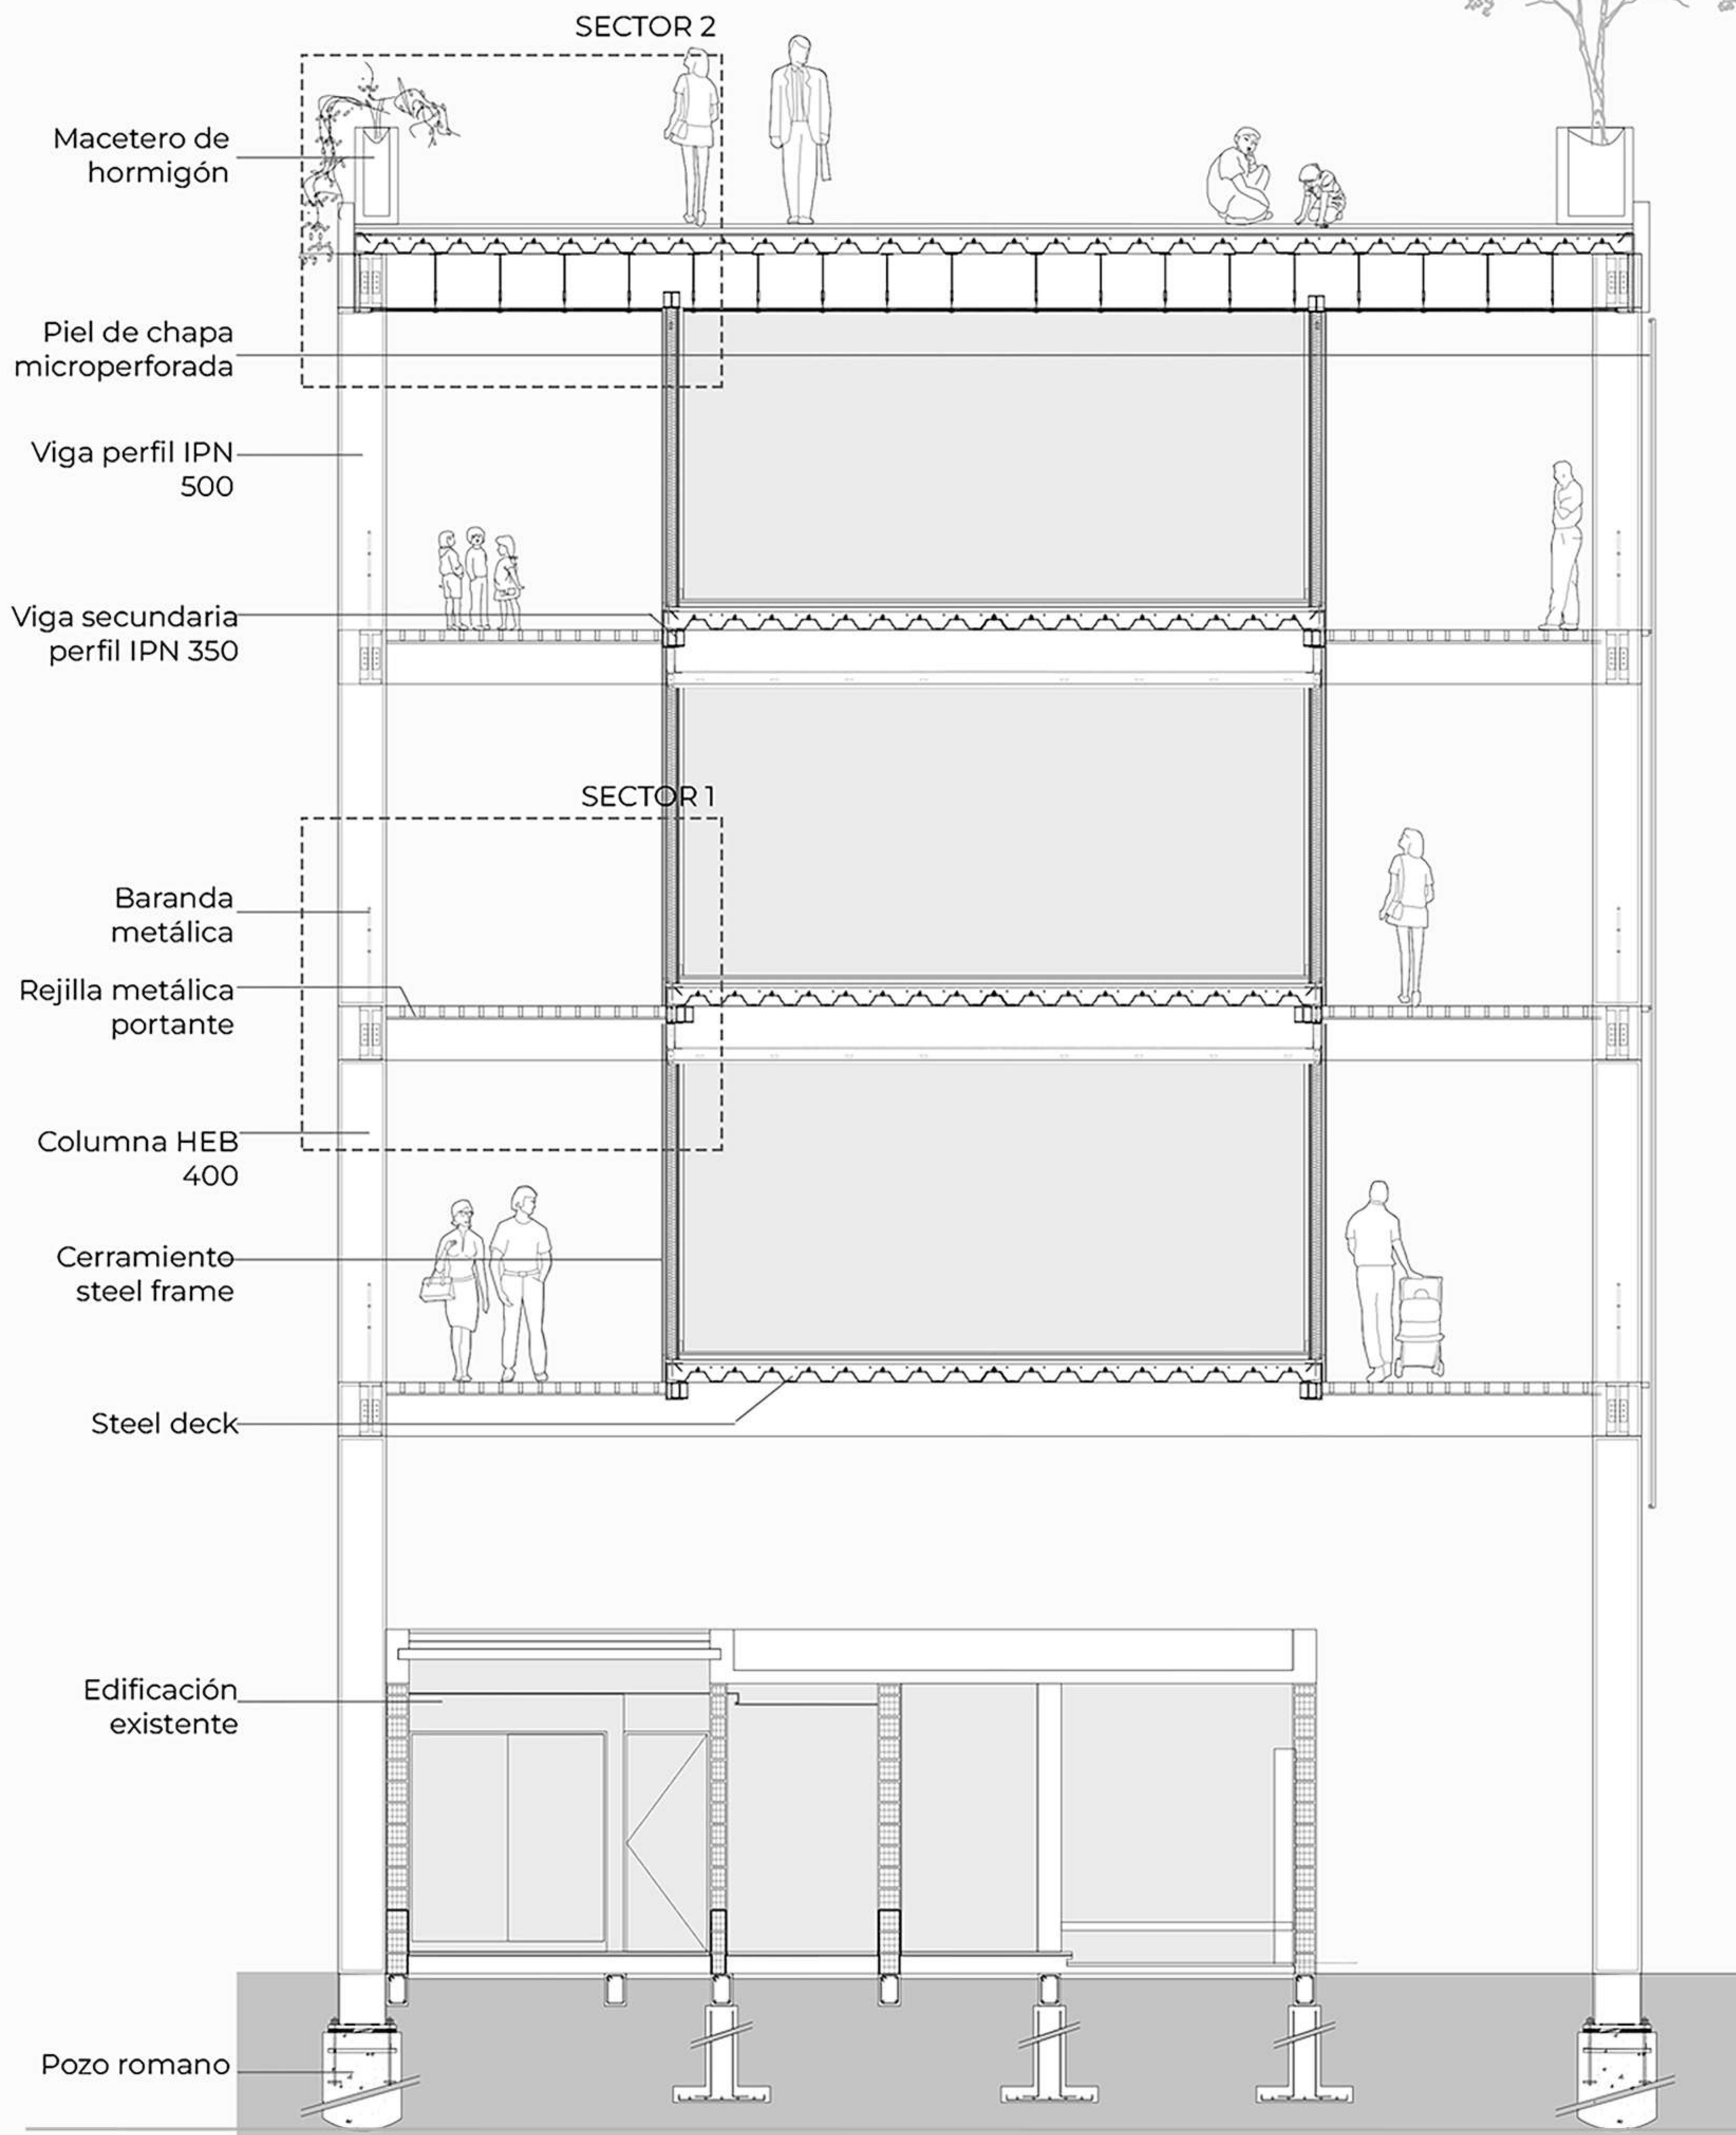 SECTOR 2
Macetero de
hormigón
Piel de chapa
microperforada
Viga perfil IPN
500
Viga secundaria
perfil IPN 350
SECTOR 1
Baranda
metálica
Rejilla metálica
portante
Columna HEB
400
Cerramiento
steel frame
Steel deck
Edificación
existente
Pozo romano